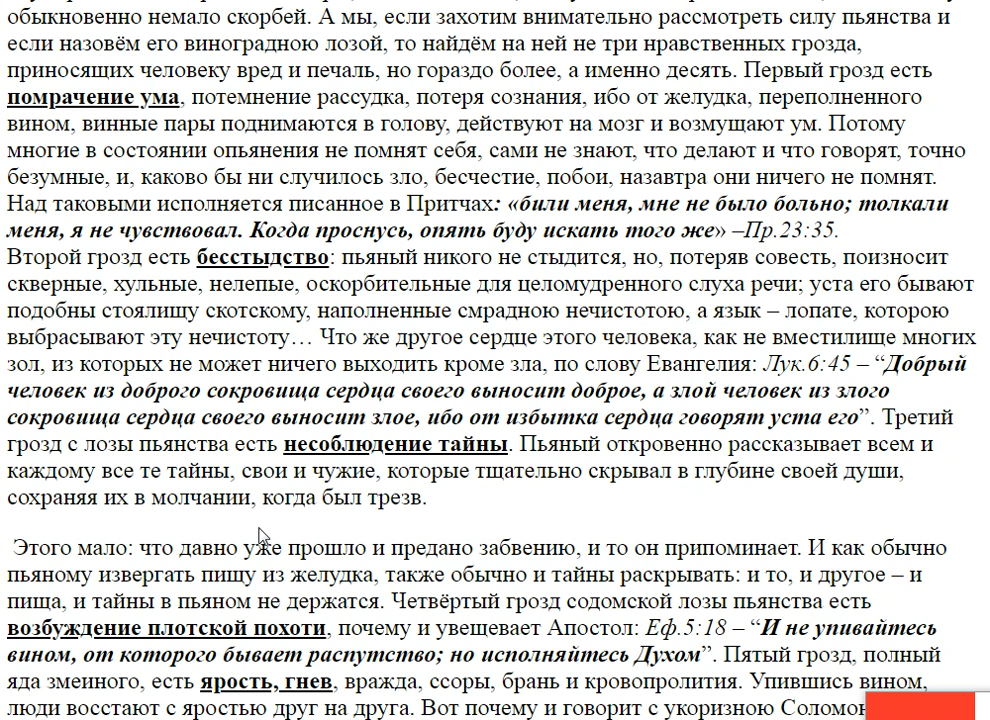 обыкновенно немало скорбей. А мы, если захотим внимательно рассмотреть силу пьянства и
если назовём его виноградною лозой, то найдём на ней не три нравственных грозда,
приносящих человеку вред и печаль, но гораздо более, а именно десять. Первый грозд есть
помрачение ума, потемнение рассудка, потеря сознания, ибо от желудка, переполненного
вином, винные пары поднимаются в голову, действуют на мозг и возмущают ум. Потому
многие в состоянии опьянения не помнят себя, сами не знают, что делают и что говорят, точно
безумные, и, каково бы ни случилось зло, бесчестие, побои, назавтра они ничего не помнят.
Над таковыми исполняется писанное в Притчах: «били меня, мне не было больно; толкали
меня, я не чувствовал. Когда проснусь, опять буду искать того же» –Пр.23:35.
Второй грозд есть бесстыдство: пьяный никого не стыдится, но, потеряв совесть, поизносит
скверные, хульные, нелепые, оскорбительные для целомудренного слуха речи; уста его бывают
подобны стоялищу скотскому, наполненные смрадною нечистотою, а язык – лопате, которою
выбрасывают эту нечистоту… Что же другое сердце этого человека, как не вместилище многих
зол, из которых не может ничего выходить кроме зла, по слову Евангелия: Лук.6:45 – “Добрый
человек из доброго сокровища сердца своего выносит доброе, а злой человек из злого
сокровища сердца своего выносит злое, ибо от избытка сердца говорят уста его”. Третий
грозд с лозы пьянства есть несоблюдение тайны. Пьяный откровенно рассказывает всем и
каждому все те тайны, свои и чужие, которые тщательно скрывал в глубине своей души,
сохраняя их в молчании, когда был трезв.
Этого мало: что давно уже прошло и предано забвению, и то он припоминает. И как обычно
пьяному извергать пищу из желудка, также обычно и тайны раскрывать: и то, и другое – и
пища, и тайны в пьяном не держатся. Четвёртый грозд содомской лозы пьянства есть
возбуждение плотской похоти, почему и увещевает Апостол: Еф.5:18 – “И не упивайтесь
вином, от которого бывает распутство; но исполняйтесь Духом”. Пятый грозд, полный
яда змеиного, есть ярость, гнев, вражда, ссоры, брань и кровопролития. Упившись вином,
люди восстают с яростью друг на друга. Вот почему и говорит с укоризною